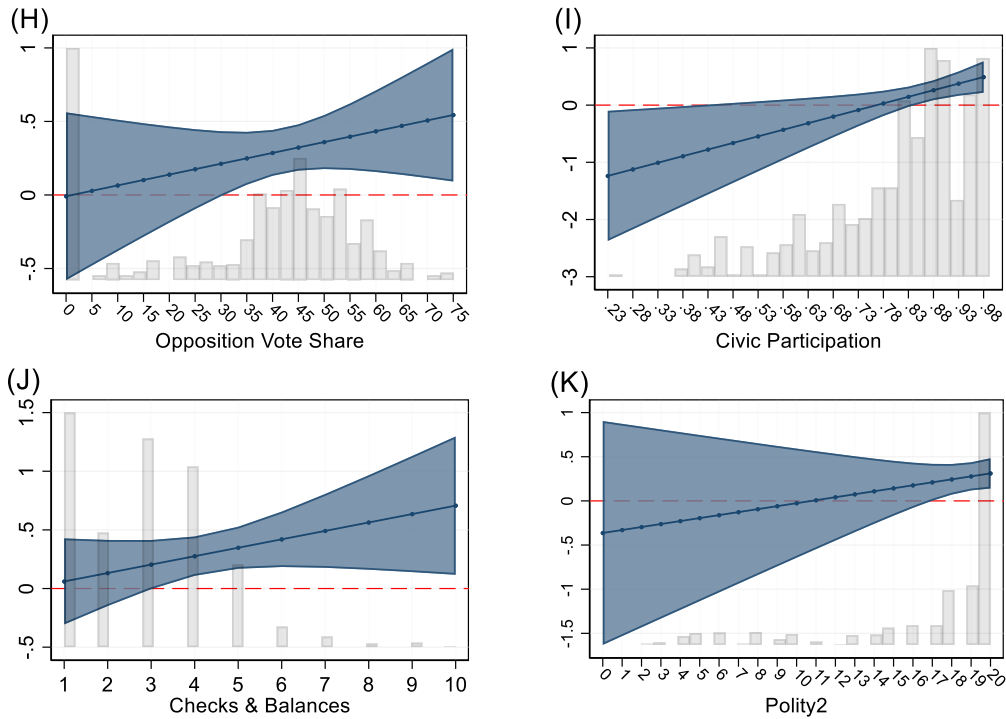 (H)
1
.5
0
-.5
0 5 10 15 20 25 30 35 40 45 50 55 60 65 70 75
Opposition Vote Share
(I)
1
0
-1
-2
-3
.23 .28 .33 .38 .43 .48 .53 .58 .63 .68 .73 .78 .83 .88 .93 .98
Civic Participation
(J)
1.5
1
.5
0
-.5
1 2 3 4 5 6 7 8 9 10
Checks & Balances
(K)
1
.5
0
-.5
-1
-1.5
0 1 2 3 4 5 6 7 8 9 10 11 12 13 14 15 16 17 18 19 20
Polity2